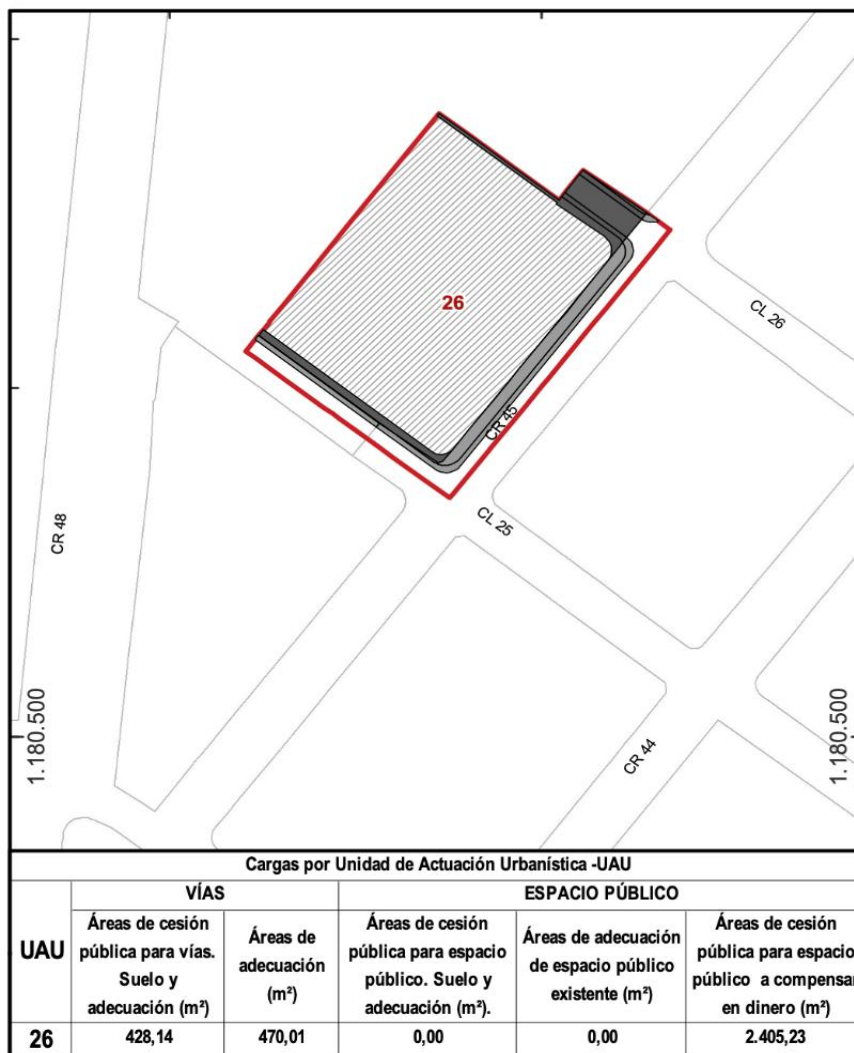 26
CL 26
CR 45
CL 25
CR 48
CR 44
1.180.500
1.180.500
Cargas por Unidad de Actuación Urbanística -UAU
UAU
VÍAS
ESPACIO PÚBLICO
Áreas de cesión
pública para vías.
Suelo y
adecuación (m²)
Áreas de
adecuación
(m²)
Áreas de cesión
pública para espacio
público. Suelo y
adecuación (m²).
Áreas de adecuación
de espacio público
existente (m²)
Áreas de cesión
pública para espacio
público a compensar
en dinero (m²)
26
428,14
470,01
0,00
0,00
2.405,23